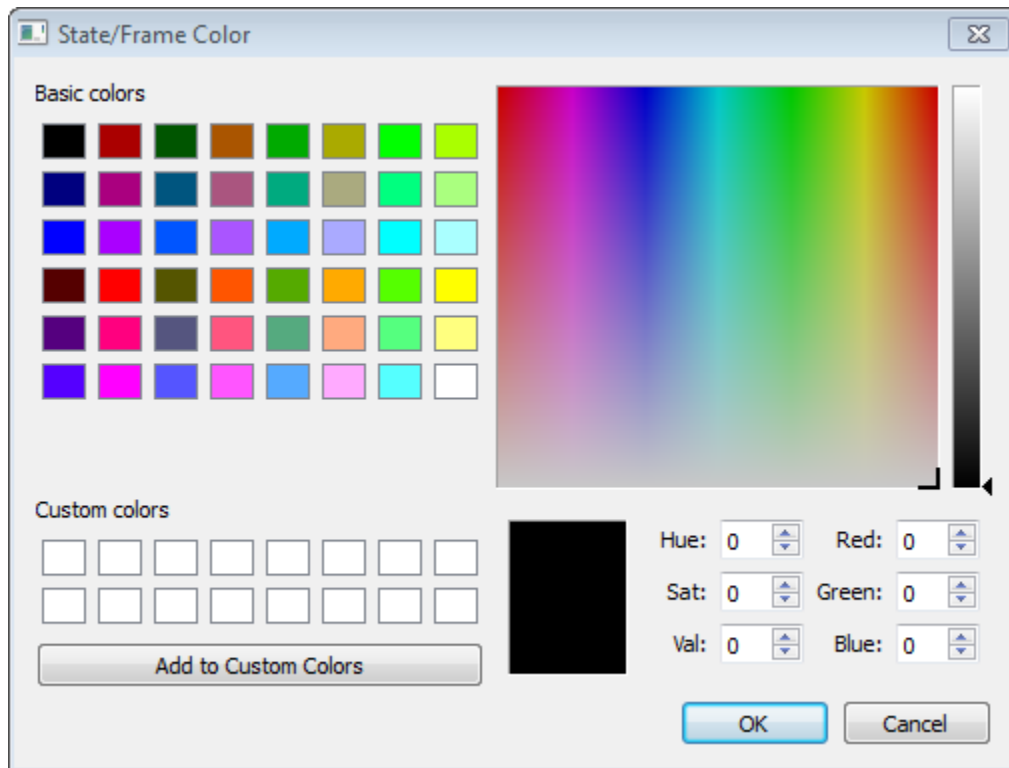 State/Frame Color
Basic colors
Custom colors
Add to Custom Colors
Hue: 0 Red: 0
Sat: 0 Green: 0
Val: 0 Blue: 0
OK Cancel